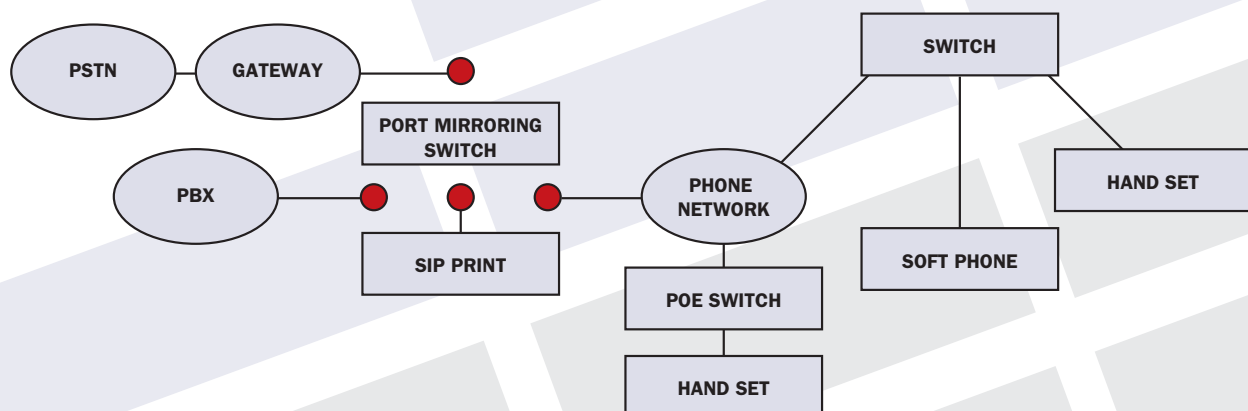 PSTN
GATEWAY
SWITCH
PORT MIRRORING
SWITCH
PBX
PHONE
NETWORK
HAND SET
SIP PRINT
SOFT PHONE
POE SWITCH
HAND SET